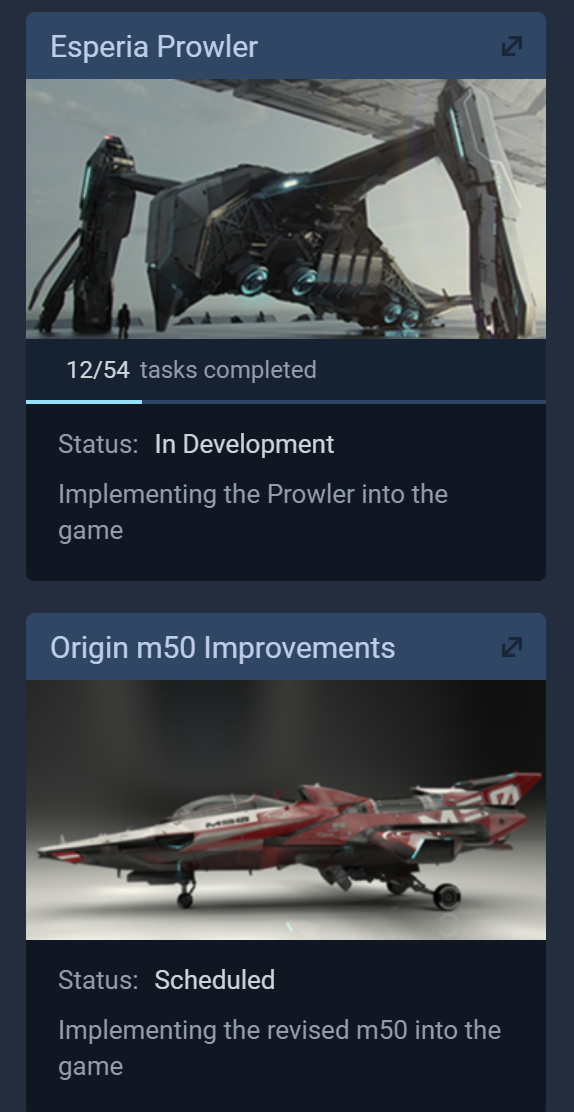 Esperia Prowler
12/54 tasks completed
Status: In Development
Implementing the Prowler into the
game
Origin m50 Improvements
M50
Status: Scheduled
Implementing the revised m50 into the
game